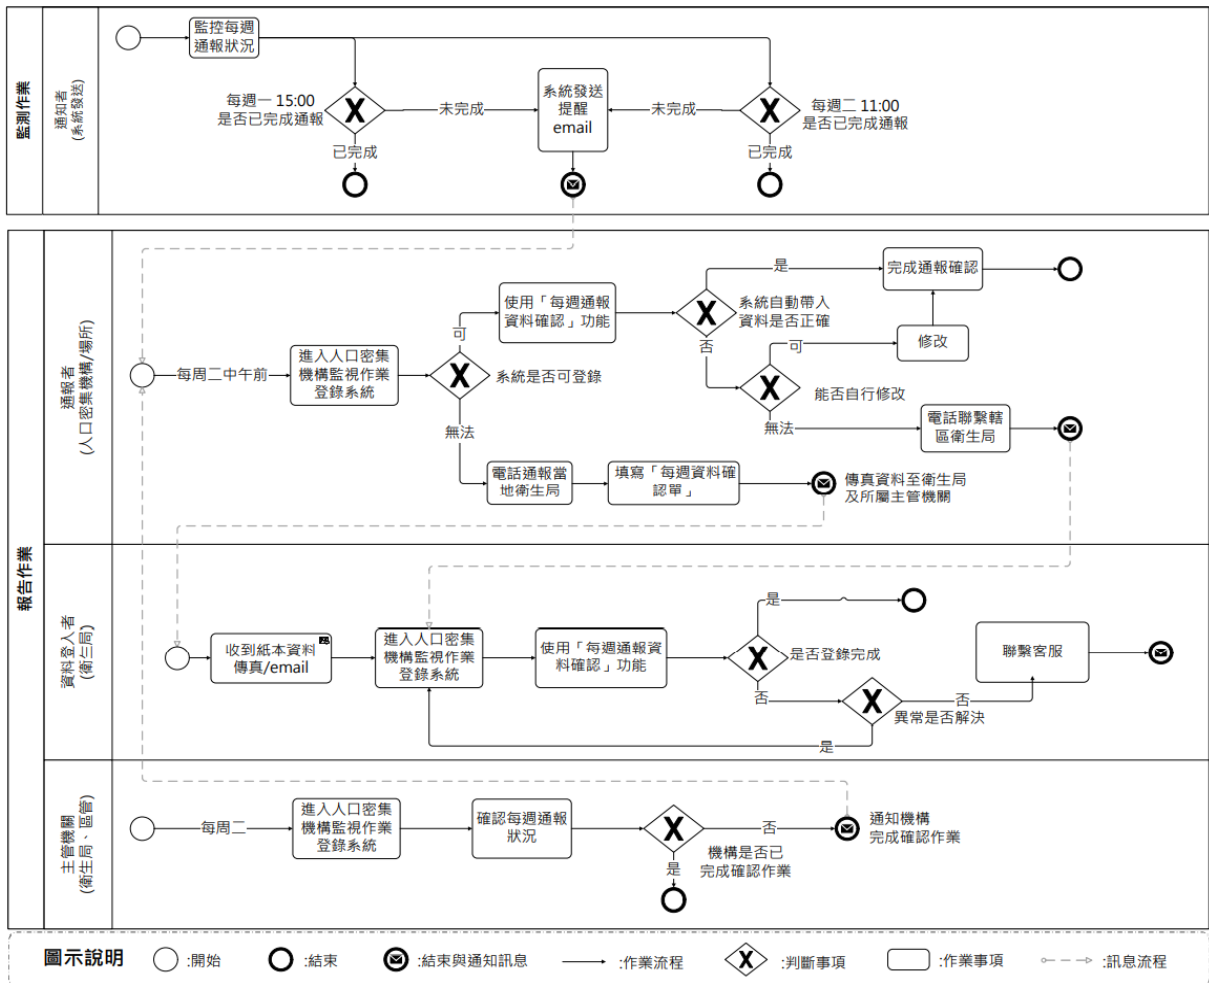 監測作業
通知者
(系統發送)
監控每週
通報狀況
每週一 15:00
是否已完成通報
未完成
系統發送
提醒
email
未完成
每週二 11:00
是否已完成通報
已完成
已完成
報告作業
通報者
(人口密集機構/場所)
每周二中午前
進入人口密集
機構監視作業
登錄系統
系統是否可登錄
可
使用「每週通報
資料確認」功能
系統自動帶入
資料是否正確
是
完成通報確認
否
能否自行修改
可
修改
無法
電話聯繫轄
區衛生局
無法
電話通報當
地衛生局
填寫「每週資料確
認單」
傳真資料至衛生局
及所屬主管機關
資料登入者
(衛生局)
收到紙本資料
傳真/email
進入人口密集
機構監視作業
登錄系統
使用「每週通報資
料確認」功能
是
是否登錄完成
否
異常是否解決
否
聯繫客服
是
主管機關
(衛生局、區管)
每周二
進入人口密集
機構監視作業
登錄系統
確認每週通報
狀況
機構是否已
完成確認作業
否
通知機構
完成確認作業
是
圖示說明
:開始
:結束
:結束與通知訊息
:作業流程
:判斷事項
:作業事項
:訊息流程